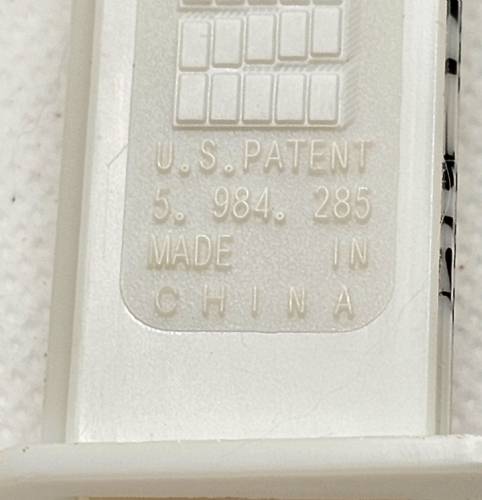 U.S.PATENT
5. 984. 285
MADE IN
CHINA